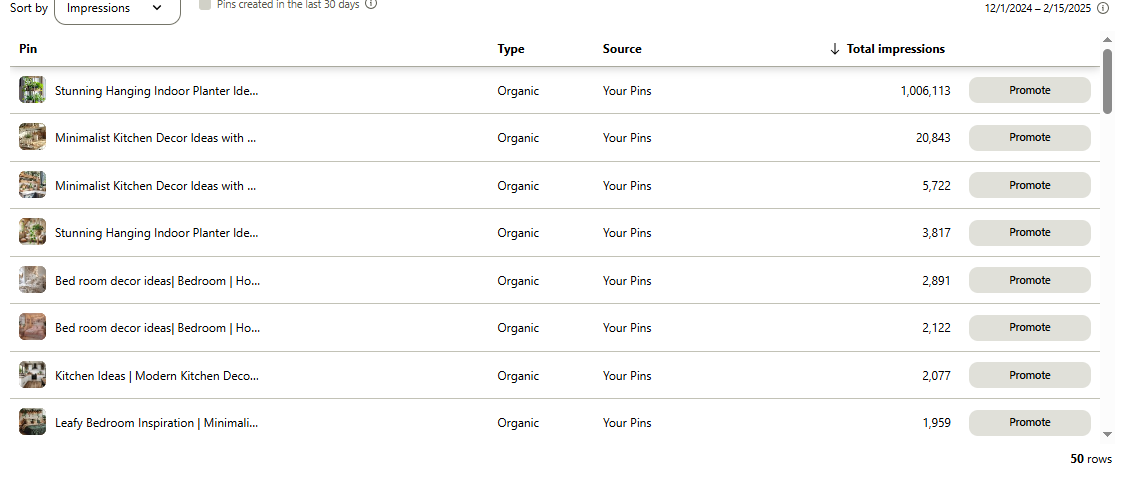 Sort by Impressions Pins created in the last 30 days 12/1/2024 – 2/15/2025
Pin Type Source Total impressions
Stunning Hanging Indoor Planter Ide... Organic Your Pins 1,006,113 Promote
Minimalist Kitchen Decor Ideas with ... Organic Your Pins 20,843 Promote
Minimalist Kitchen Decor Ideas with ... Organic Your Pins 5,722 Promote
Stunning Hanging Indoor Planter Ide... Organic Your Pins 3,817 Promote
Bed room decor ideas| Bedroom | Ho... Organic Your Pins 2,891 Promote
Bed room decor ideas| Bedroom | Ho... Organic Your Pins 2,122 Promote
Kitchen Ideas | Modern Kitchen Deco... Organic Your Pins 2,077 Promote
Leafy Bedroom Inspiration | Minimali... Organic Your Pins 1,959 Promote
50 rows